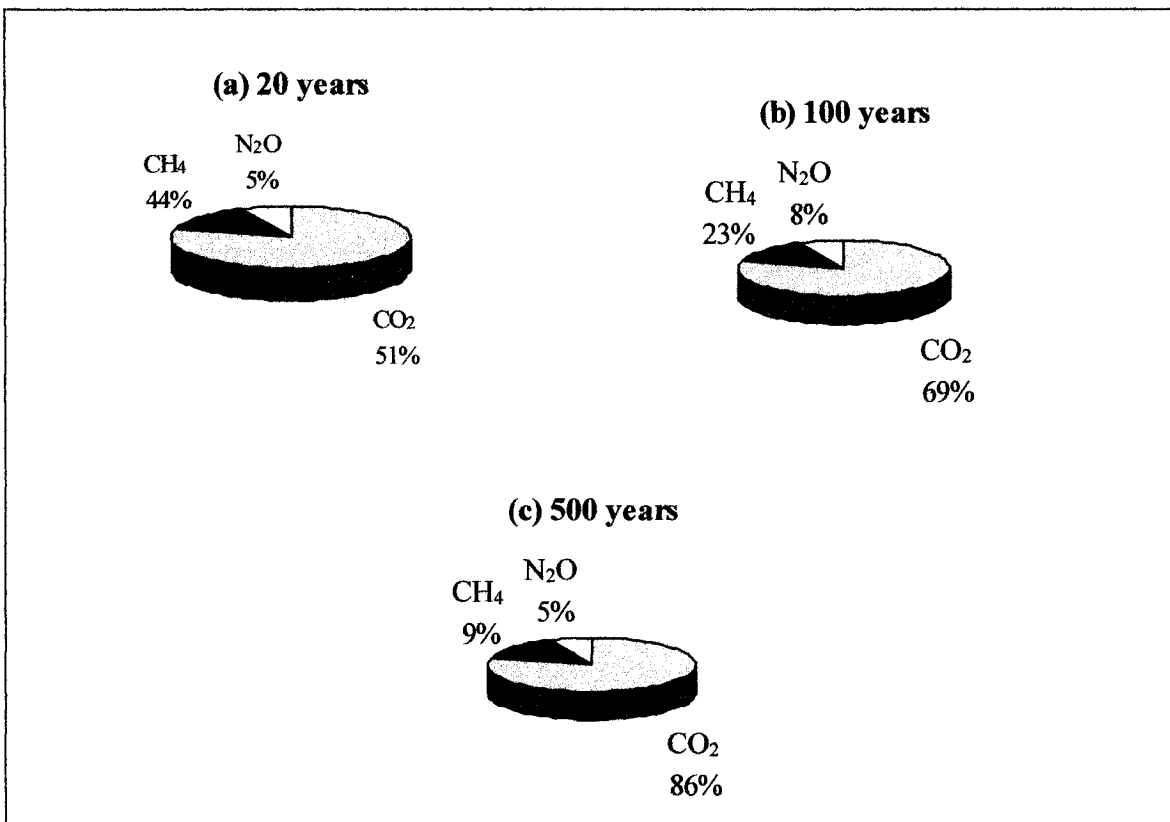 (a) 20 years
N₂O
5%
CH₄
44%
CO₂
51%
(b) 100 years
N₂O
8%
CH₄
23%
CO₂
69%
(c) 500 years
N₂O
5%
CH₄
9%
CO₂
86%